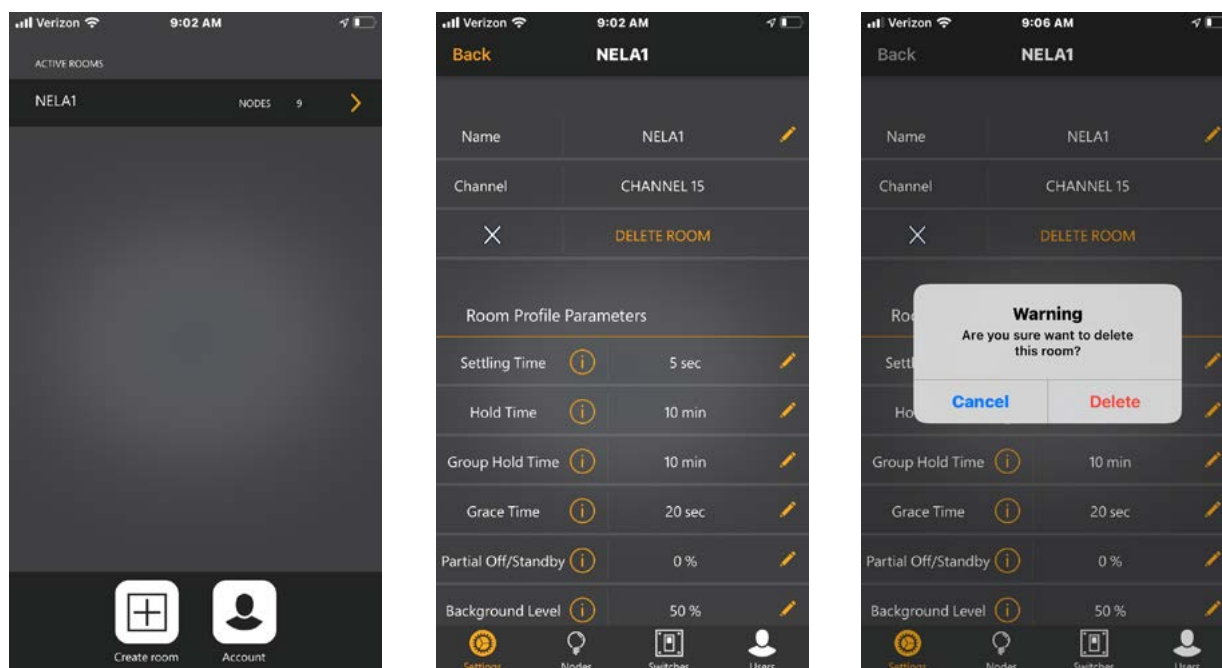 Verizon 9:02 AM
ACTIVE ROOMS
NELA1 NODES 9
Create room Account
Verizon 9:02 AM
Back NELA1
Name NELA1
Channel CHANNEL 15
DELETE ROOM
Room Profile Parameters
Settling Time i 5 sec
Hold Time i 10 min
Group Hold Time i 10 min
Grace Time i 20 sec
Partial Off/Standby i 0 %
Background Level i 50 %
Settings Nodes Switches Users
Verizon 9:06 AM
Back NELA1
Name NELA1
Channel CHANNEL 15
DELETE ROOM
Ro
Warning
Are you sure want to delete
this room?
Settl
Cancel Delete
Ho
Group Hold Time i 10 min
Grace Time i 20 sec
Partial Off/Standby i 0 %
Background Level i 50 %
Settings Nodes Switches Users